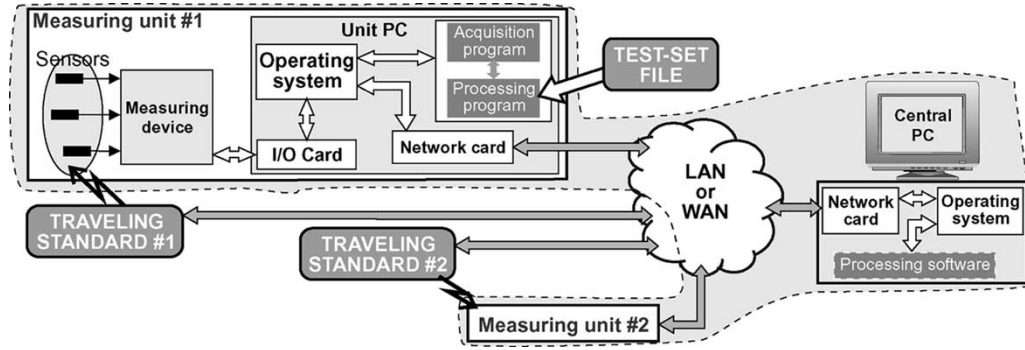 Measuring unit #1
Unit PC
Sensors
Measuring
device
Operating
system
I/O Card
Acquisition
program
Processing
program
Network card
TEST-SET
FILE
LAN
or
WAN
Central
PC
Network
card
Operating
system
Processing software
TRAVELING
STANDARD #1
TRAVELING
STANDARD #2
Measuring unit #2